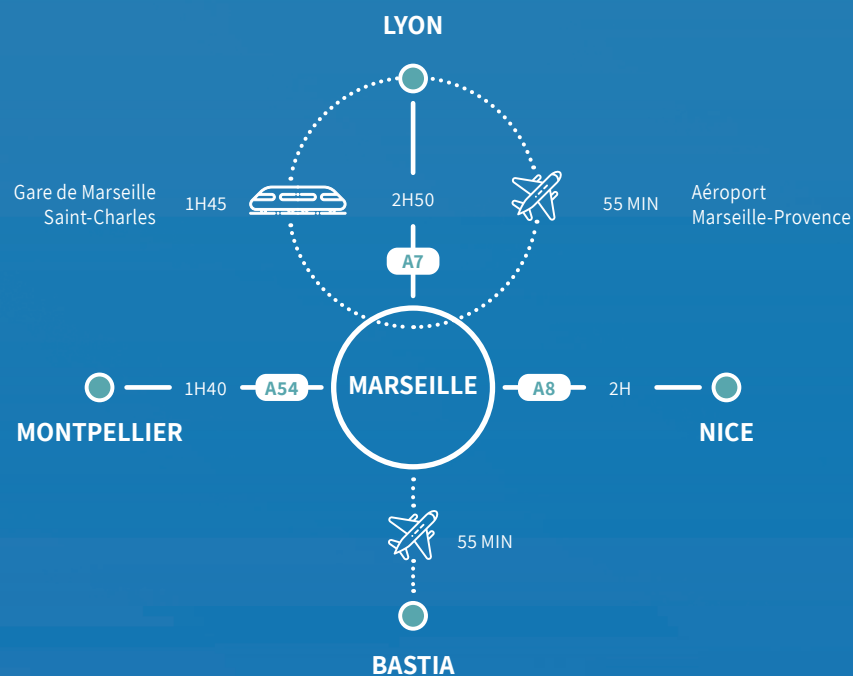 LYON
Gare de Marseille
Saint-Charles
1H45
2H50
55 MIN
Aéroport
Marseille-Provence
A7
MONTPELLIER
1H40
A54
MARSEILLE
A8
2H
NICE
55 MIN
BASTIA